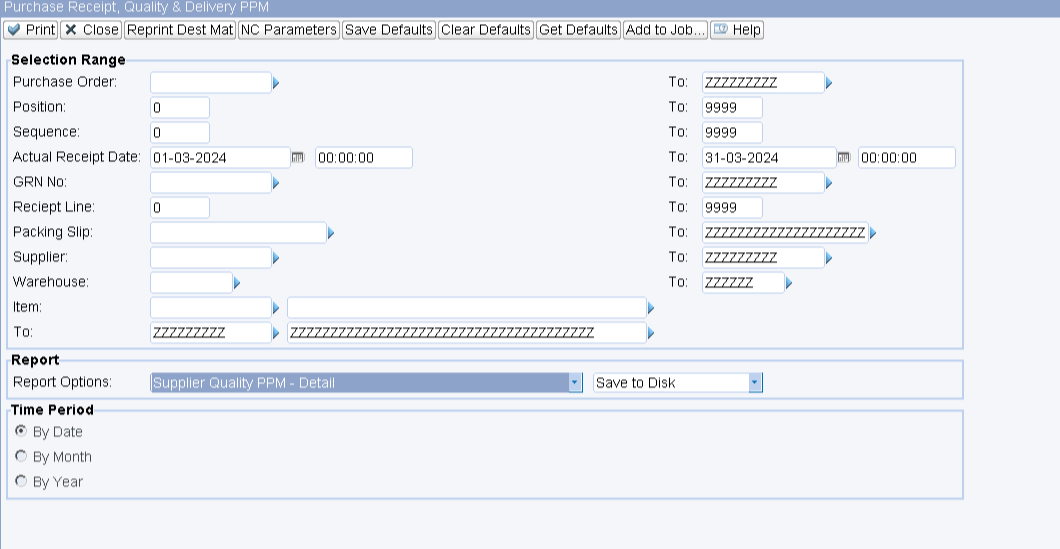 Purchase Receipt, Quality & Delivery PPM
Print Close Reprint Dest Mat NC Parameters Save Defaults Clear Defaults Get Defaults Add to Job... Help
Selection Range
Purchase Order: To: ZZZZZZZZZ
Position: 0 To: 9999
Sequence: 0 To: 9999
Actual Receipt Date: 01-03-2024 00:00:00 To: 31-03-2024 00:00:00
GRN No: To: ZZZZZZZZZ
Reciept Line: 0 To: 9999
Packing Slip: To: ZZZZZZZZZZZZZZZZZZZZ
Supplier: To: ZZZZZZZZZ
Warehouse: To: ZZZZZZ
Item:
To: ZZZZZZZZZ ZZZZZZZZZZZZZZZZZZZZZZZZZZZZZZZZZZZZZZ
Report
Report Options: Supplier Quality PPM - Detail Save to Disk
Time Period
By Date
By Month
By Year